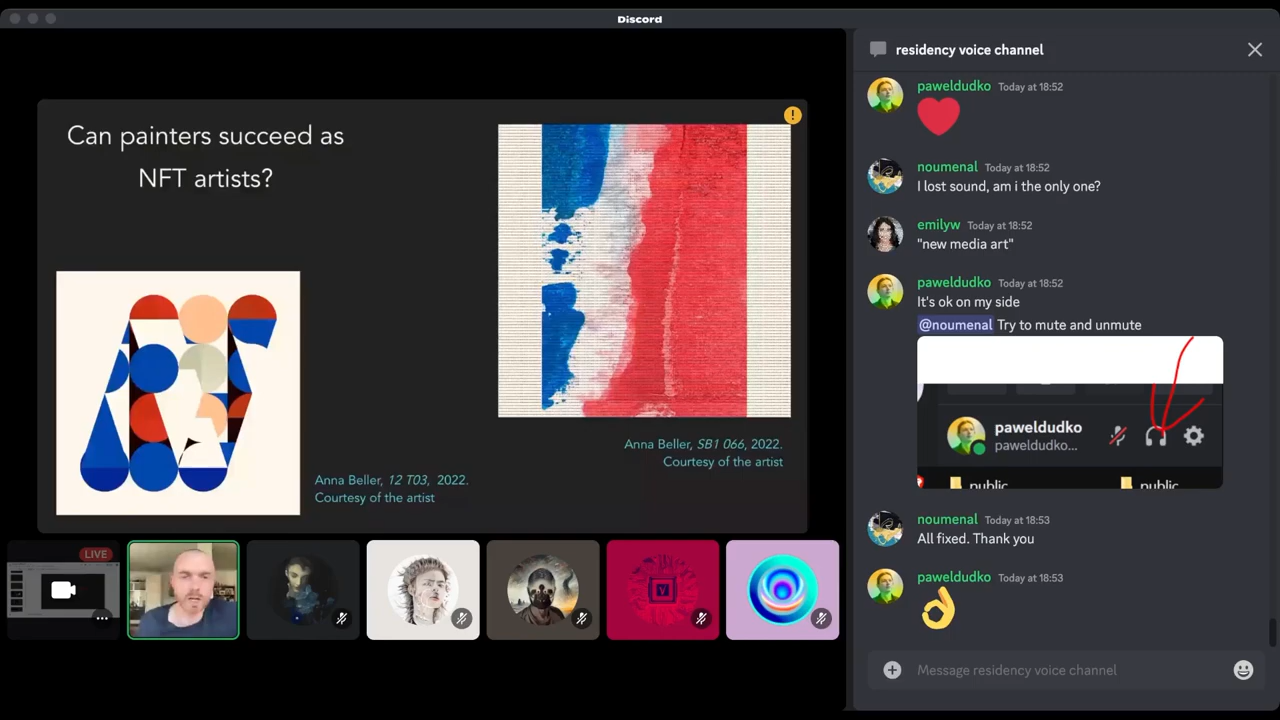 Discord
Can painters succeed as
NFT artists?
Anna Beller, SB1 066, 2022.
Courtesy of the artist
Anna Beller, 12 T03, 2022.
Courtesy of the artist
LIVE
V
residency voice channel
paweldudko Today at 18:52
noumenal Today at 18:52
I lost sound, am i the only one?
emilyw Today at 18:52
"new media art"
paweldudko Today at 18:52
It's ok on my side
@noumenal Try to mute and unmute
paweldudko
paweldudko...
public public
noumenal Today at 18:53
All fixed. Thank you
paweldudko Today at 18:53
Message residency voice channel